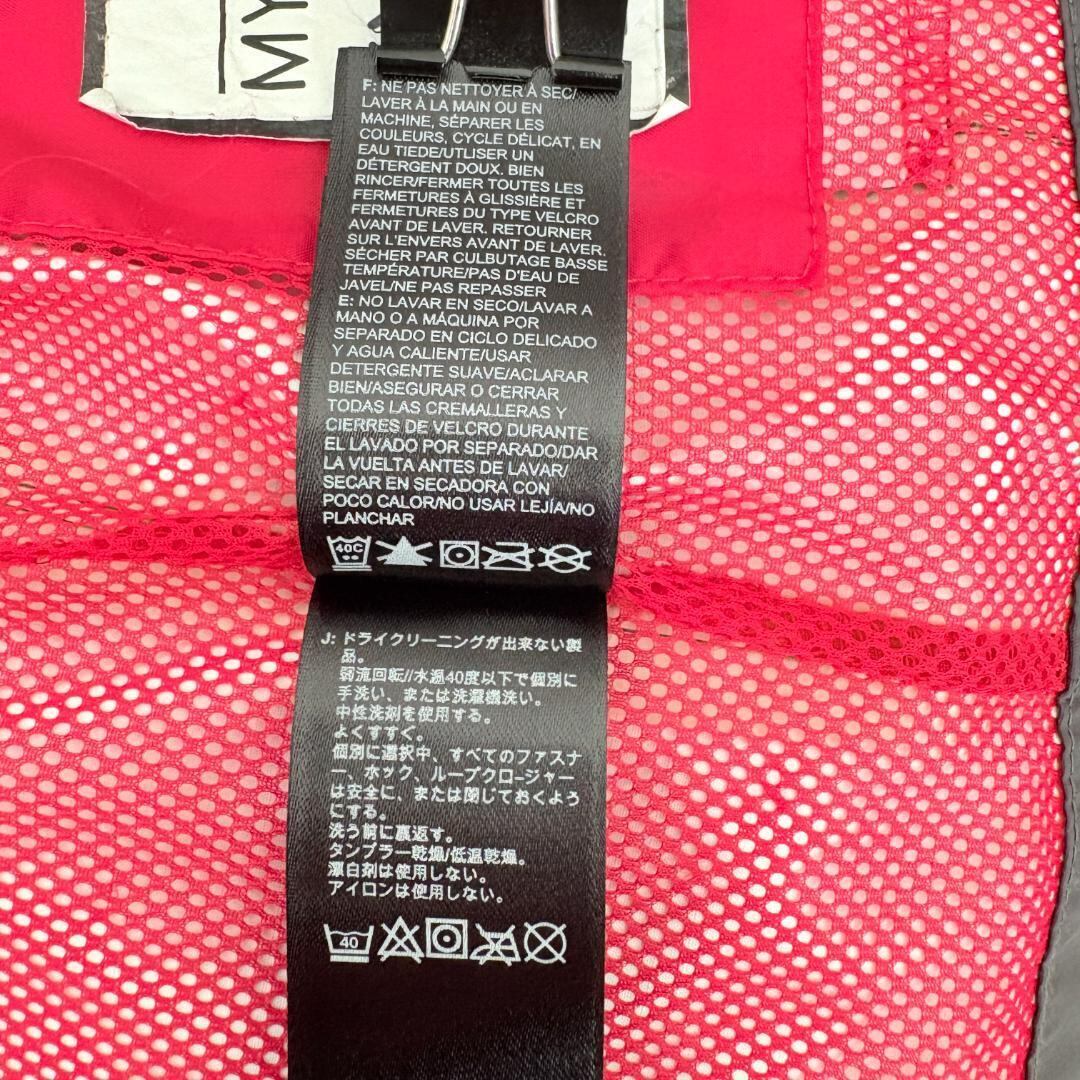 MY
F: NE PAS NETTOYER À SEC/
LAVER À LA MAIN OU EN
MACHINE, SÉPARER LES
COULEURS, CYCLE DÉLICAT, EN
EAU TIEDE/UTLISER UN
DÉTERGENT DOUX. BIEN
RINCER/FERMER TOUTES LES
FERMETURES À GLISSIÈRE ET
FERMETURES DU TYPE VELCRO
AVANT DE LAVER. RETOURNER
SUR L'ENVERS AVANT DE LAVER.
SÉCHER PAR CULBUTAGE BASSE
TEMPÉRATURE/PAS D'EAU DE
JAVEL/NE PAS REPASSER
E: NO LAVAR EN SECO/LAVAR A
MANO O A MÁQUINA POR
SEPARADO EN CICLO DELICADO
Y AGUA CALIENTE/USAR
DETERGENTE SUAVE/ACLARAR
BIEN/ASEGURAR O CERRAR
TODAS LAS CREMALLERAS Y
CIERRES DE VELCRO DURANTE
EL LAVADO POR SEPARADO/DAR
LA VUELTA ANTES DE LAVAR/
SECAR EN SECADORA CON
POCO CALOR/NO USAR LEJÍA/NO
PLANCHAR
40C
J: ドライクリーニングが出来ない製
品。
弱流回転//水温40度以下で個別に
手洗い、または洗濯機洗い。
中性洗剤を使用する。
よくすすぐ。
個別に選択中、すべてのファスナ
ー、ホック、ループクロージャー
は安全に、または閉じておくよう
にする。
洗う前に裏返す。
タンブラー乾燥/低温乾燥。
漂白剤は使用しない。
アイロンは使用しない。
40